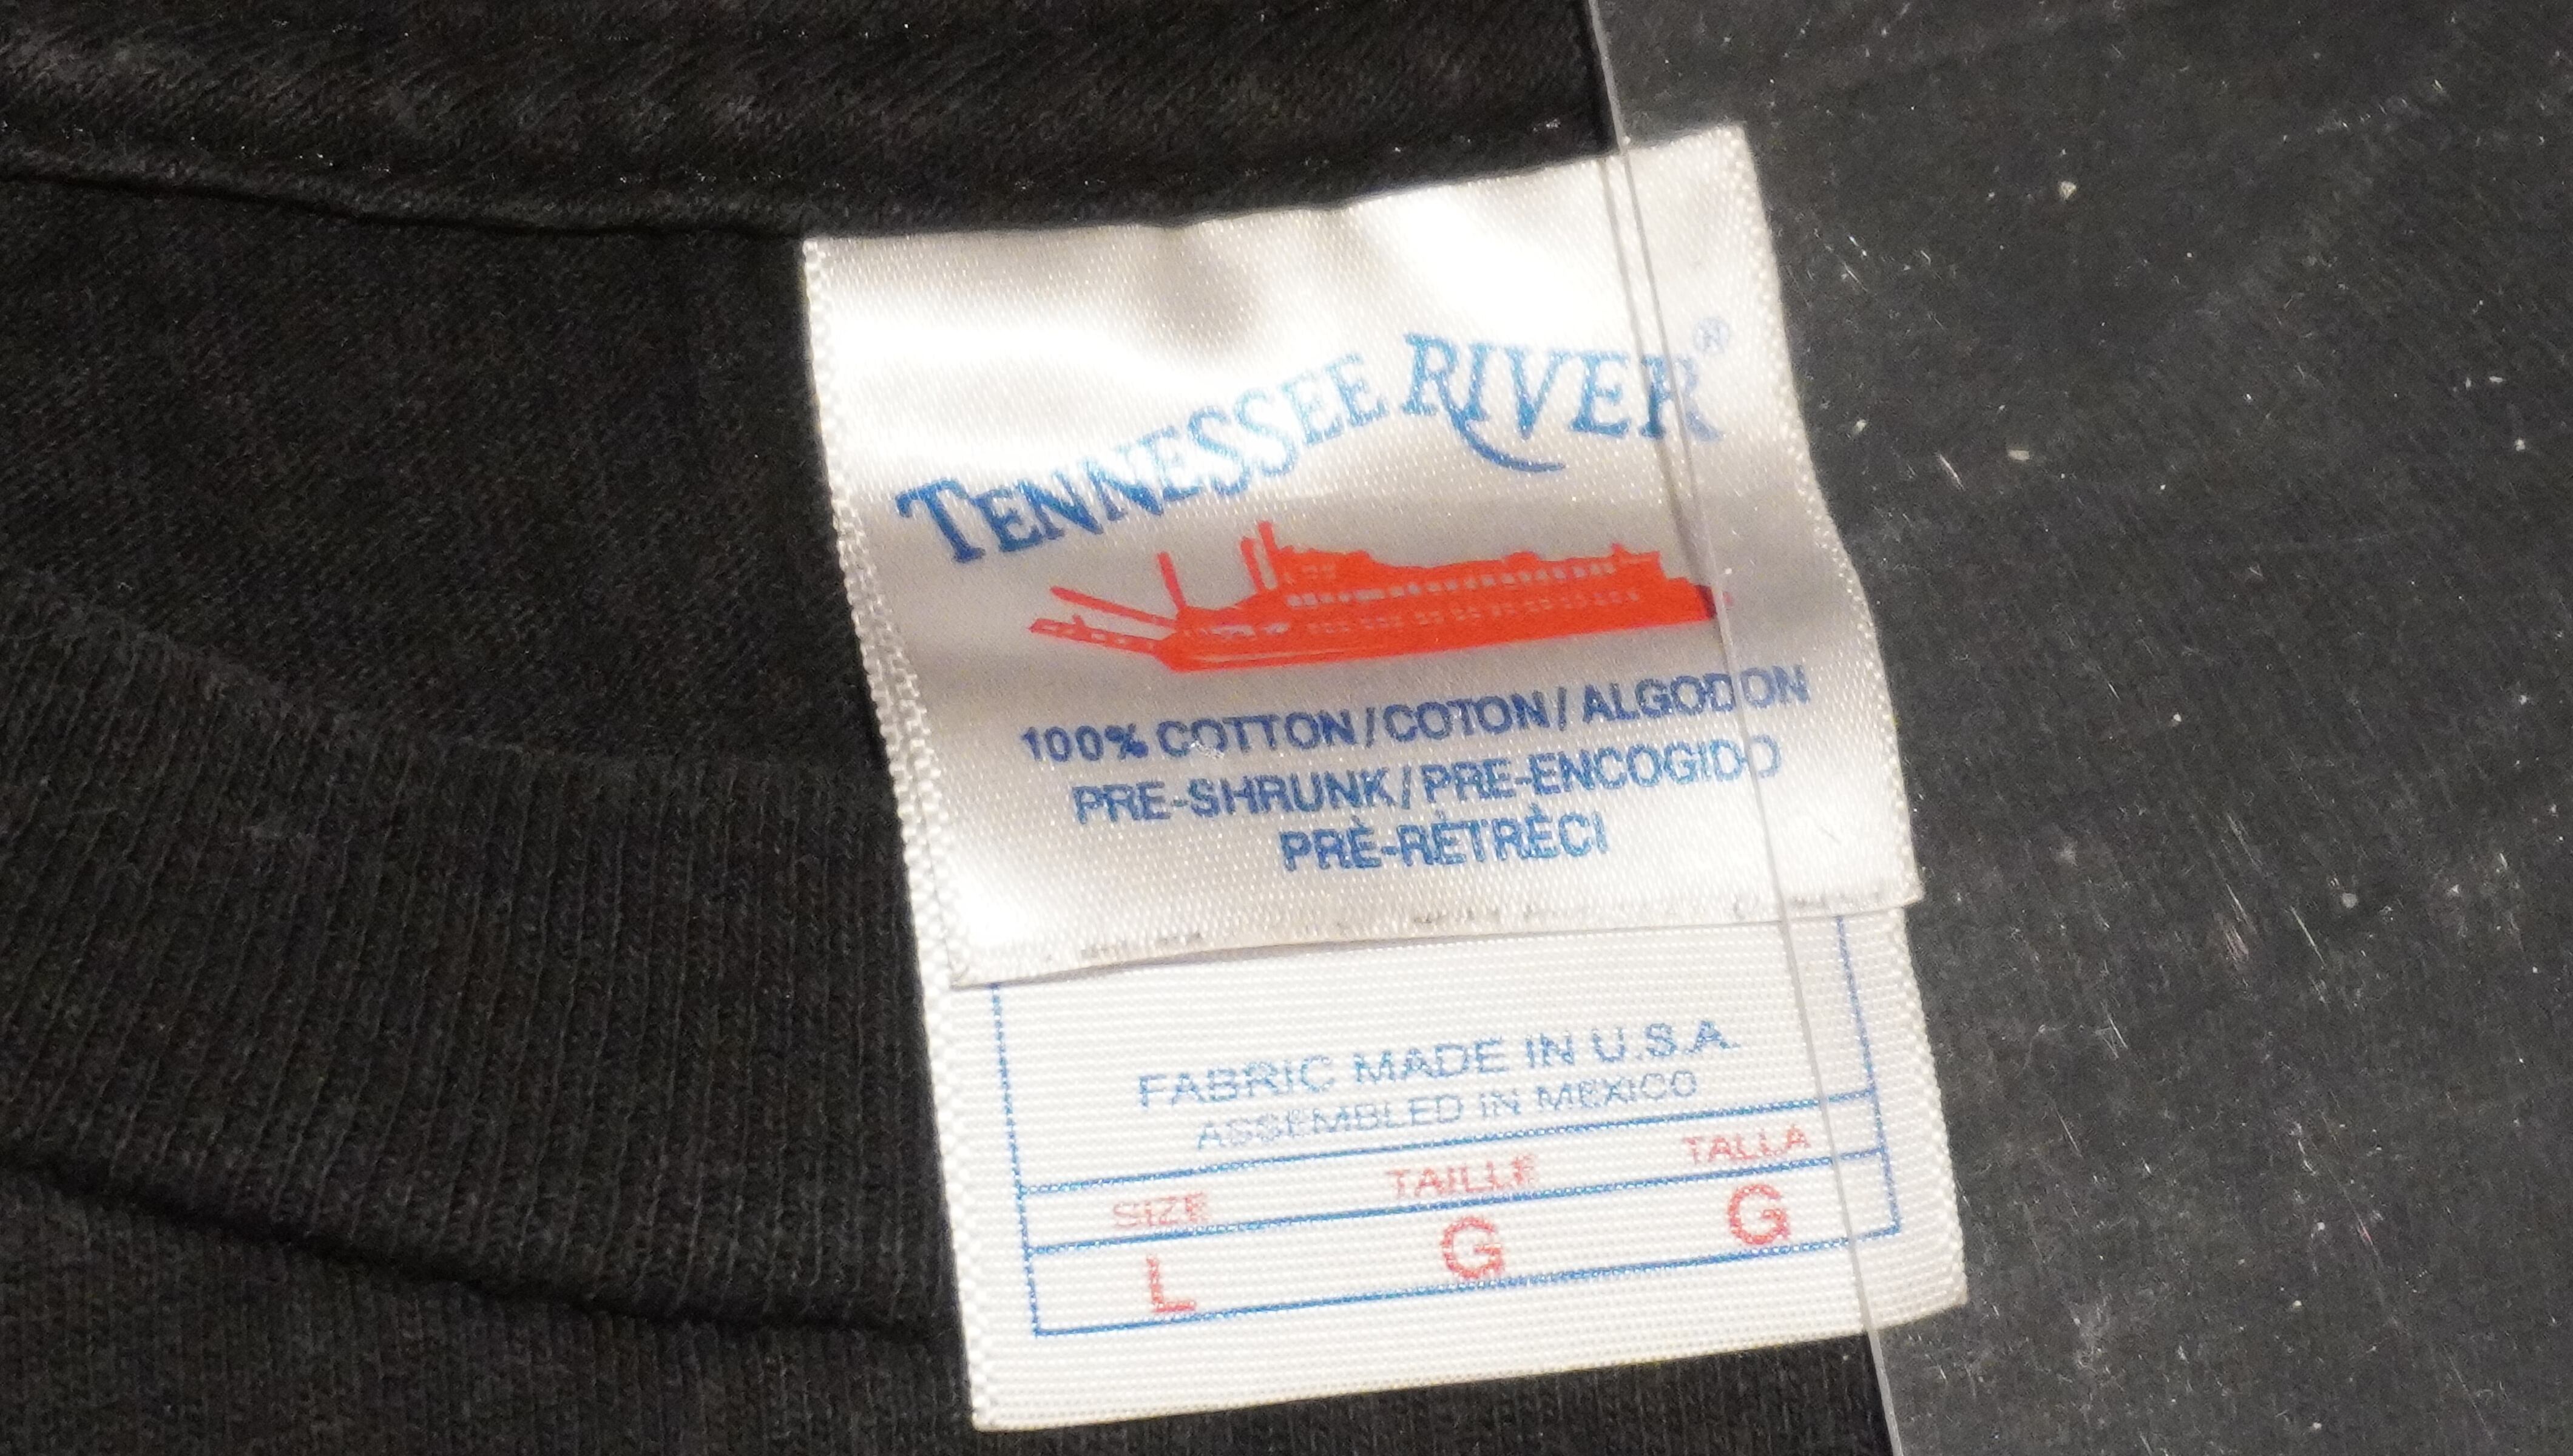 TENNESSEE RIVER®
100% COTTON/COTON/ALGODON
PRE-SHRUNK/PRE-ENCOGIDO
PRÈ-RÈTRÈCI
FABRIC MADE IN U.S.A.
ASSEMBLED IN MEXICO
SIZE TAILLE TALLA
L G G